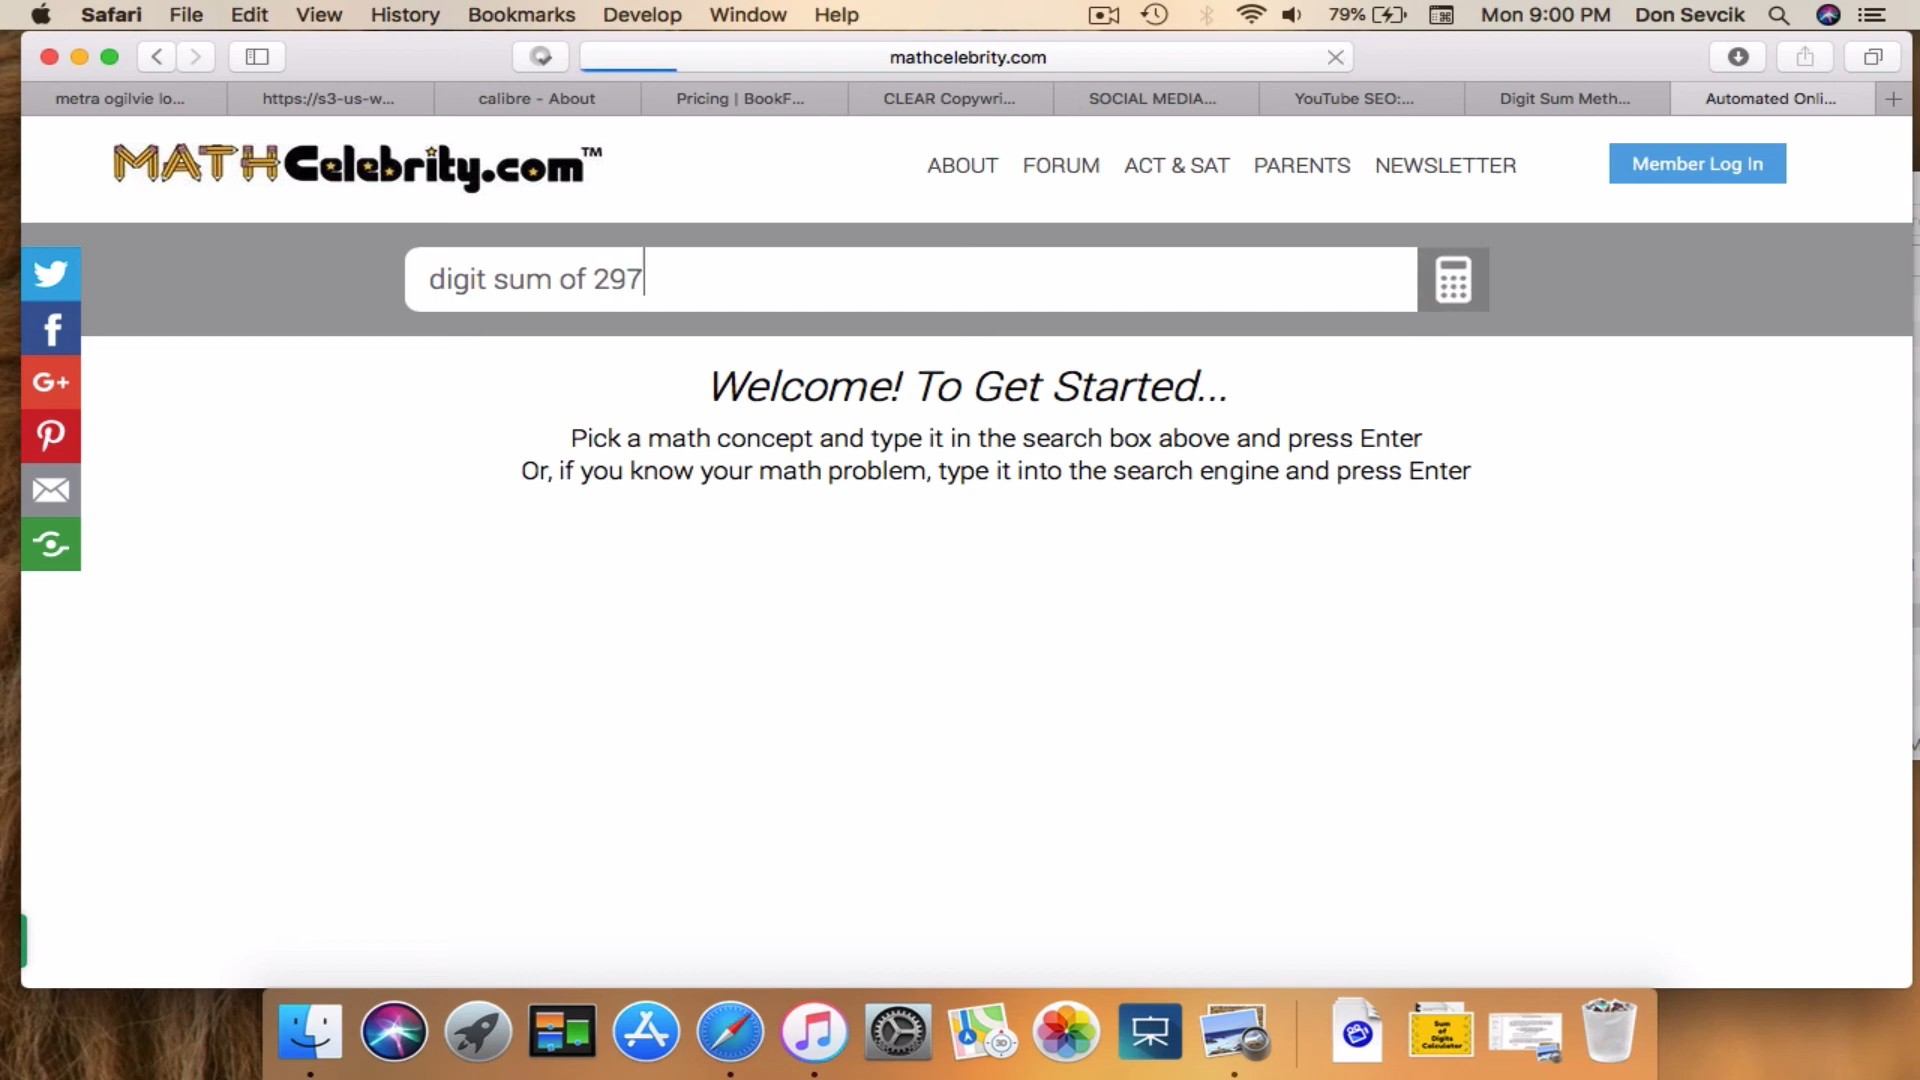 Safari File Edit View History Bookmarks Develop Window Help 79% Mon 9:00 PM Don Sevcik
mathcelebrity.com
metra ogilvie lo... https://s3-us-w... calibre - About Pricing | BookF... CLEAR Copywri... SOCIAL MEDIA... YouTube SEO:... Digit Sum Meth... Automated Onli...
MATHCelebrity.com™ ABOUT FORUM ACT & SAT PARENTS NEWSLETTER Member Log In
digit sum of 297
Welcome! To Get Started...
Pick a math concept and type it in the search box above and press Enter
Or, if you know your math problem, type it into the search engine and press Enter
G+
3D
Sum
of
Digits
Calculator